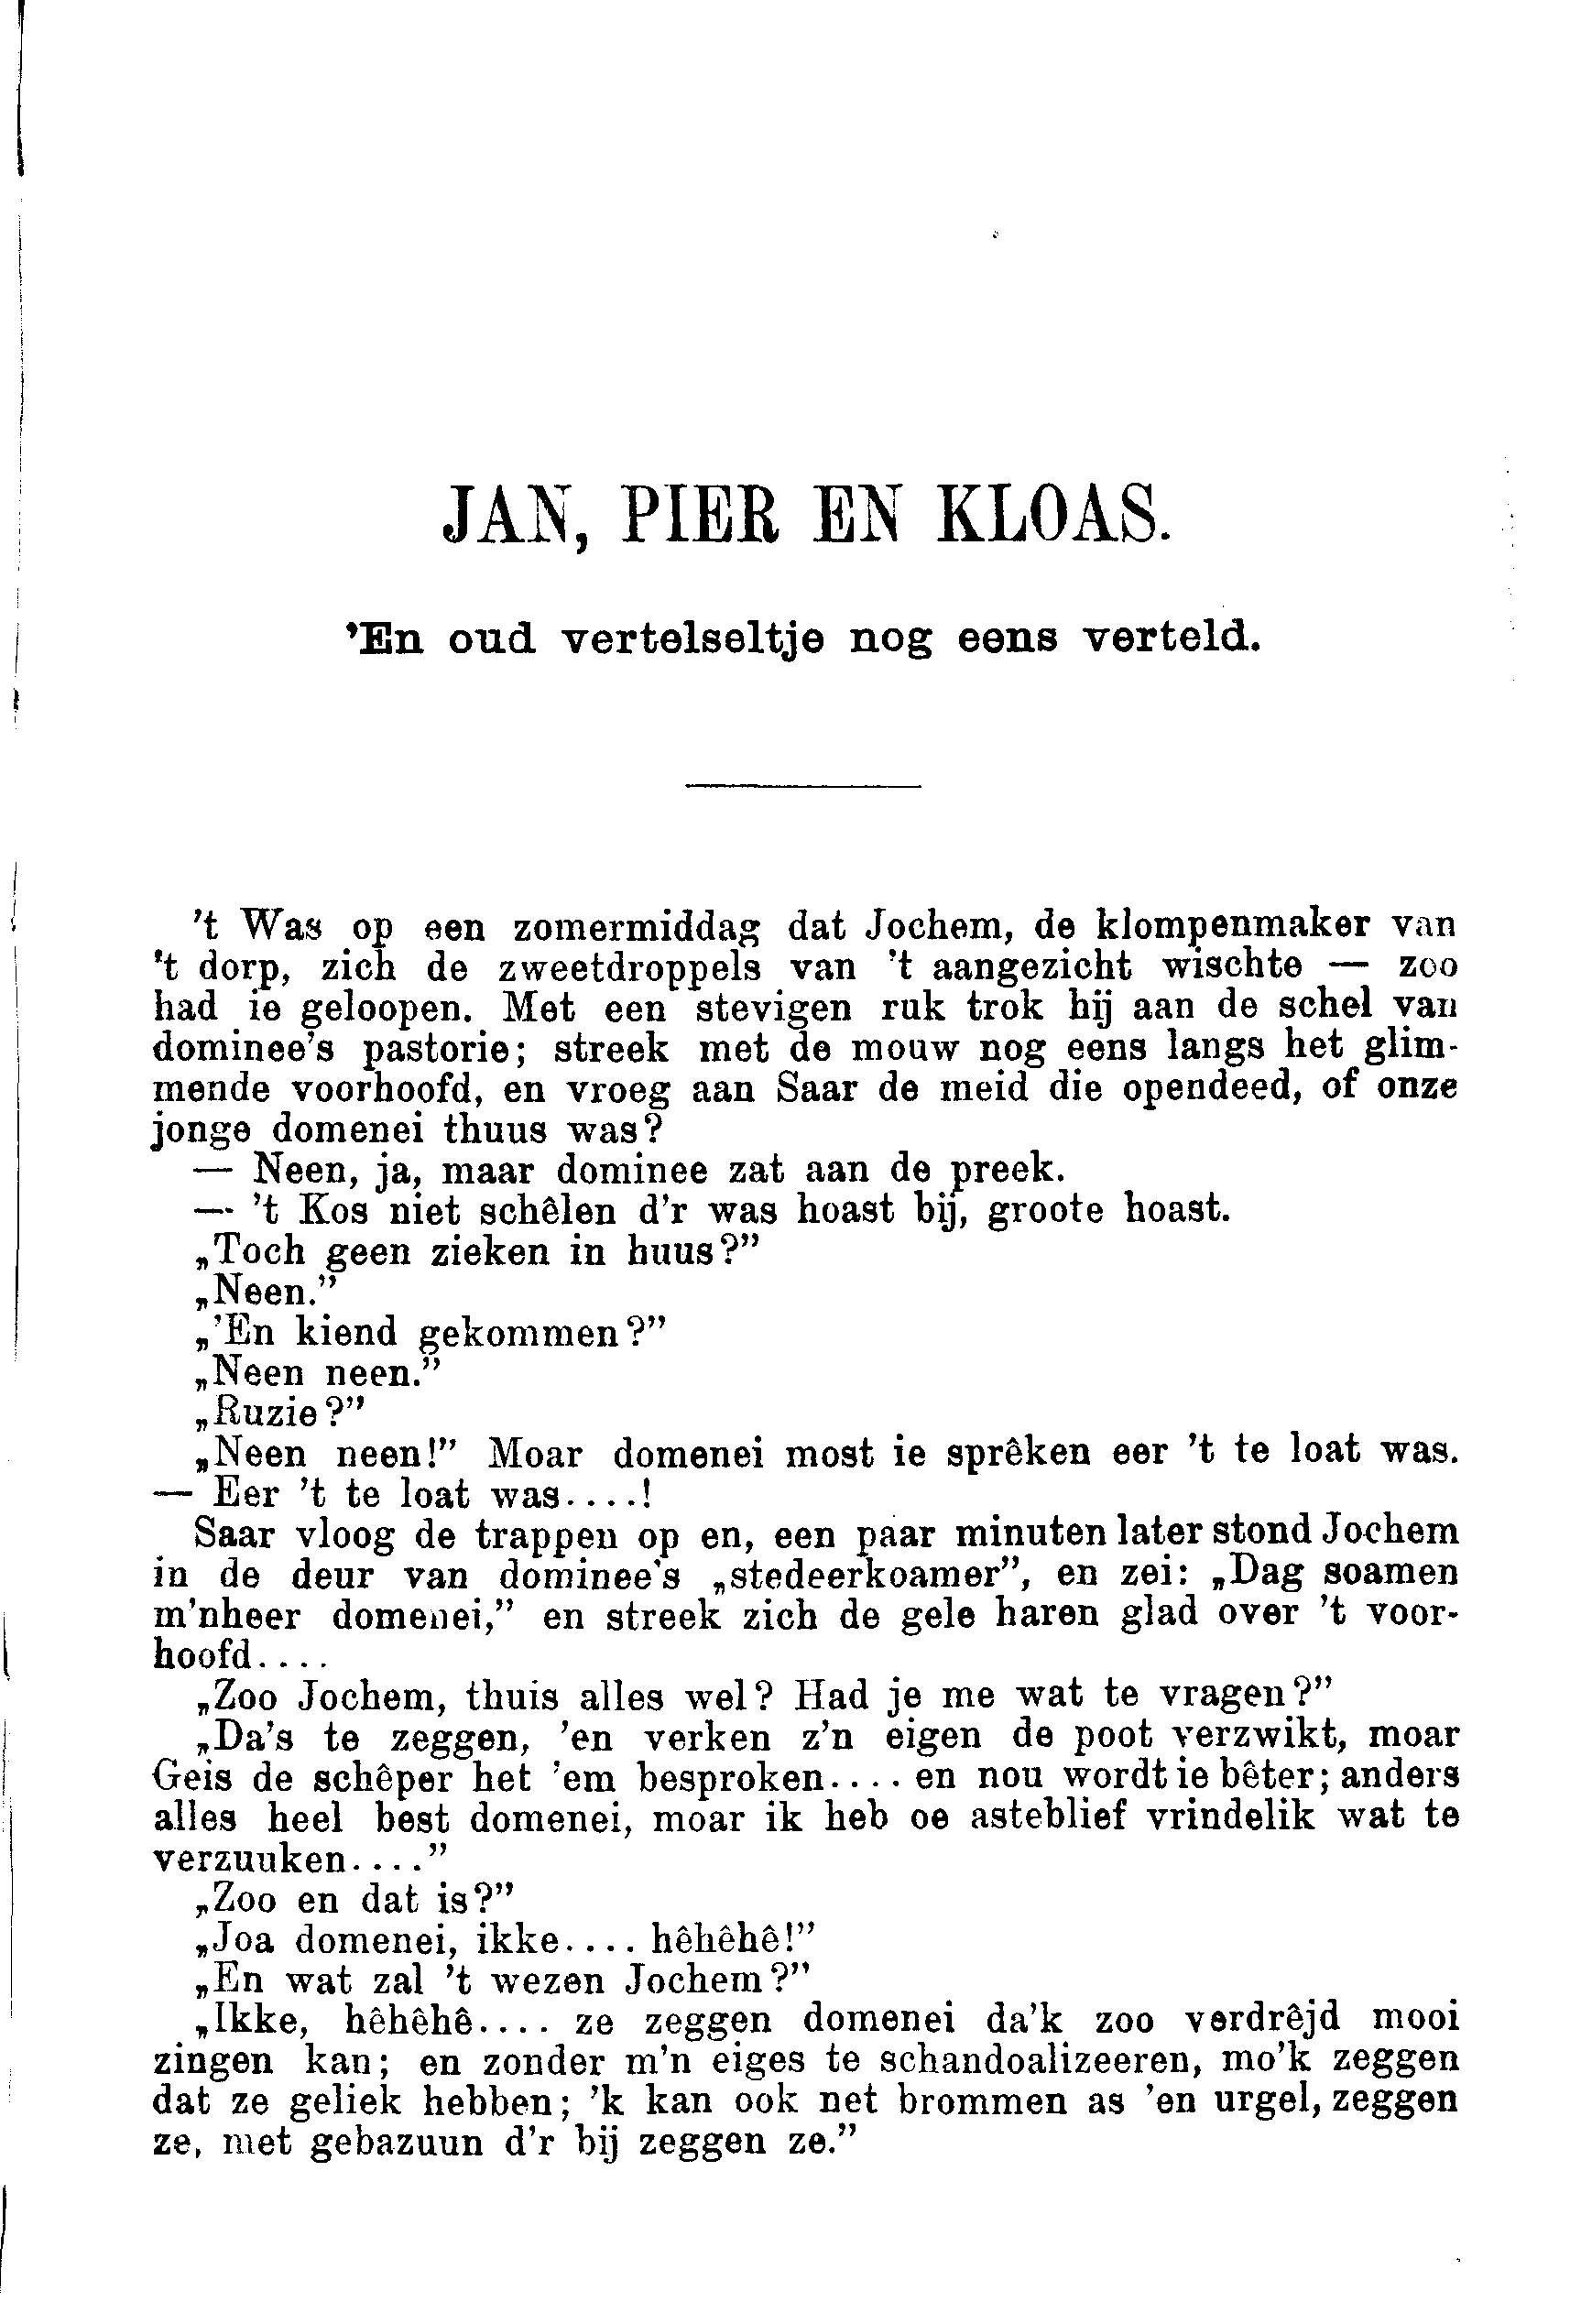 JAN, PIER EN KLOAS.
'En oud vertelseltje nog eens verteld.
't Was op een zomermiddag dat Jochem, de klompenmaker van
't dorp, zich de zweetdroppels van 't aangezicht wischte — zoo
had ie geloopen. Met een stevigen ruk trok hij aan de schel van
dominee's pastorie; streek met de mouw nog eens langs het glim-
mende voorhoofd, en vroeg aan Saar de meid die opendeed, of onze
jonge domenei thuus was?
— Neen, ja, maar dominee zat aan de preek.
— 't Kos niet schêlen d'r was hoast bij, groote hoast.
„Toch geen zieken in huus?”
„Neen.”
„'En kiend gekommen?”
„Neen neen.”
„Ruzie?”
„Neen neen!” Moar domenei most ie sprêken eer 't te loat was.
— Eer 't te loat was....!
Saar vloog de trappen op en, een paar minuten later stond Jochem
in de deur van dominee's „stedeerkoamer”, en zei: „Dag soamen
m'nheer domenei,” en streek zich de gele haren glad over 't voor-
hoofd....
„Zoo Jochem, thuis alles wel? Had je me wat te vragen?”
„Da's te zeggen, 'en verken z'n eigen de poot verzwikt, moar
Geis de schêper het 'em besproken.... en nou wordt ie bêter; anders
alles heel best domenei, moar ik heb oe asteblief vrindelik wat te
verzuuken....”
„Zoo en dat is?”
„Joa domenei, ikke.... hêhêhê!”
„En wat zal 't wezen Jochem?”
„Ikke, hêhêhê.... ze zeggen domenei da'k zoo verdrêjd mooi
zingen kan; en zonder m'n eiges te schandoalizeeren, mo'k zeggen
dat ze geliek hebben; 'k kan ook net brommen as 'en urgel, zeggen
ze, met gebazuun d'r bij zeggen ze.”